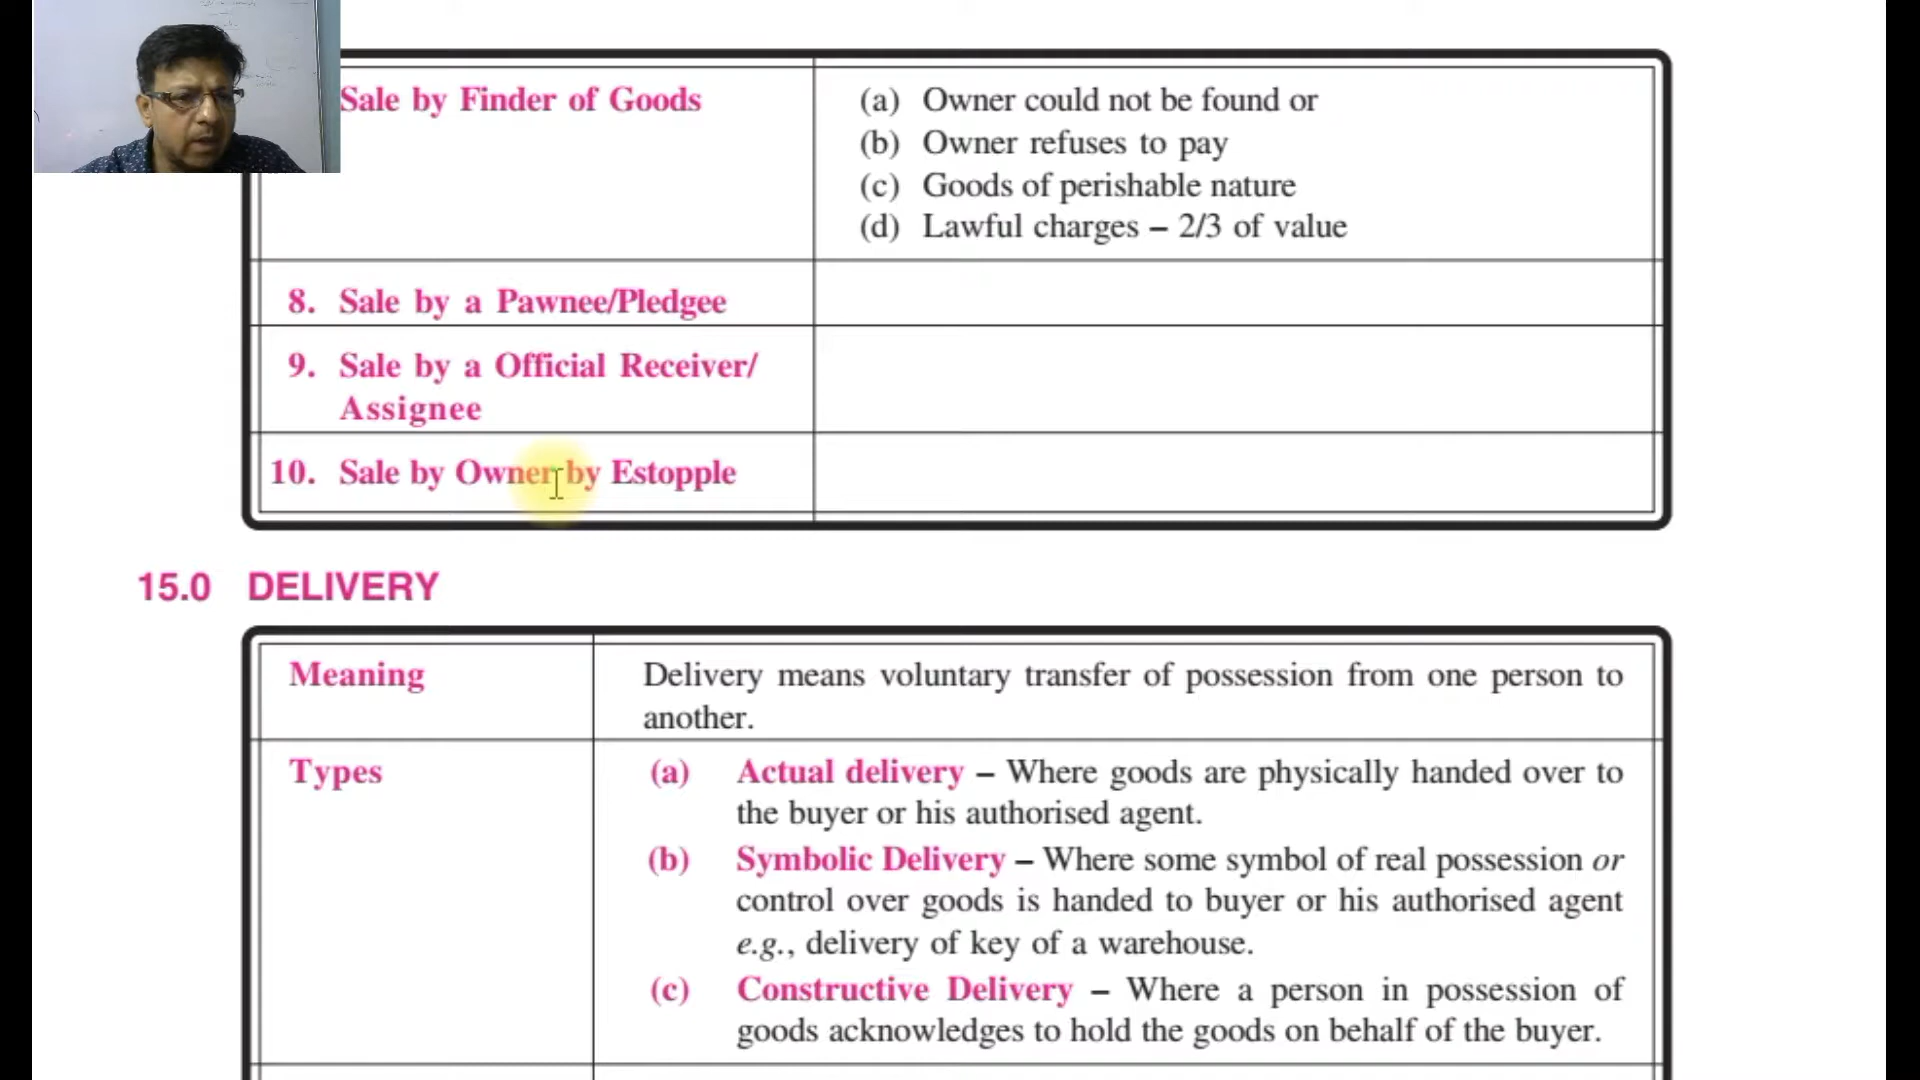 Sale by Finder of Goods
(a) Owner could not be found or
(b) Owner refuses to pay
(c) Goods of perishable nature
(d) Lawful charges – 2/3 of value
8. Sale by a Pawnee/Pledgee
9. Sale by a Official Receiver/
Assignee
10. Sale by Owner by Estopple
15.0 DELIVERY
Meaning
Delivery means voluntary transfer of possession from one person to
another.
Types
(a) Actual delivery – Where goods are physically handed over to
the buyer or his authorised agent.
(b) Symbolic Delivery – Where some symbol of real possession or
control over goods is handed to buyer or his authorised agent
e.g., delivery of key of a warehouse.
(c) Constructive Delivery – Where a person in possession of
goods acknowledges to hold the goods on behalf of the buyer.